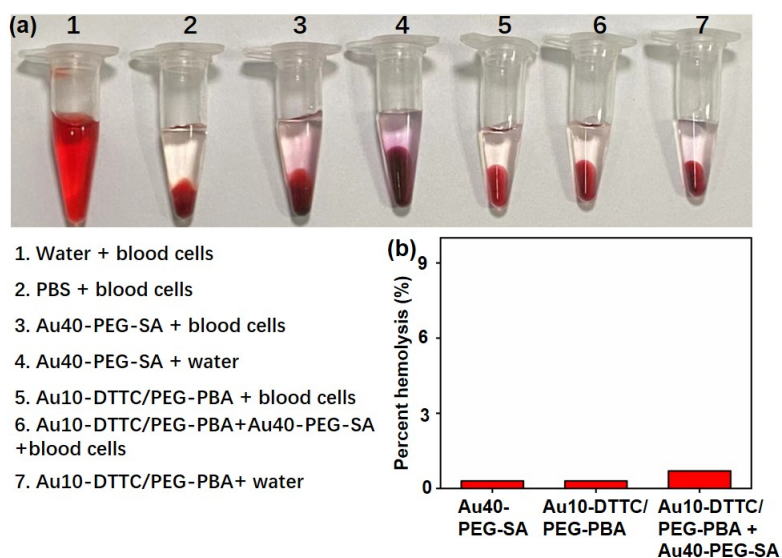 (a) 1 2 3 4 5 6 7
1. Water + blood cells
2. PBS + blood cells
3. Au40-PEG-SA + blood cells
4. Au40-PEG-SA + water
5. Au10-DTTC/PEG-PBA + blood cells
6. Au10-DTTC/PEG-PBA+Au40-PEG-SA
+blood cells
7. Au10-DTTC/PEG-PBA+ water
(b)
Percent hemolysis (%)
9
6
3
0
Au40-
PEG-SA
Au10-DTTC/
PEG-PBA
Au10-DTTC/
PEG-PBA +
Au40-PEG-SA